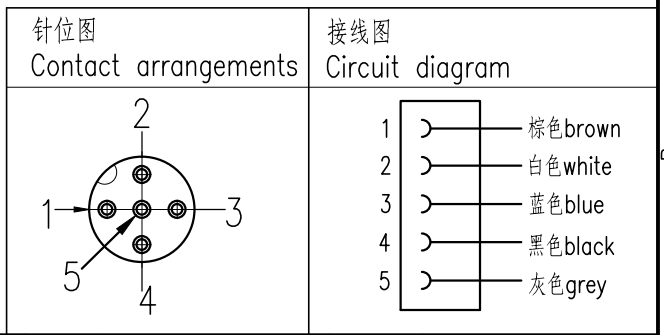 针位图
Contact arrangements
接线图
Circuit diagram
2
1
3
5
4
1 棕色brown
2 白色white
3 蓝色blue
4 黑色black
5 灰色grey